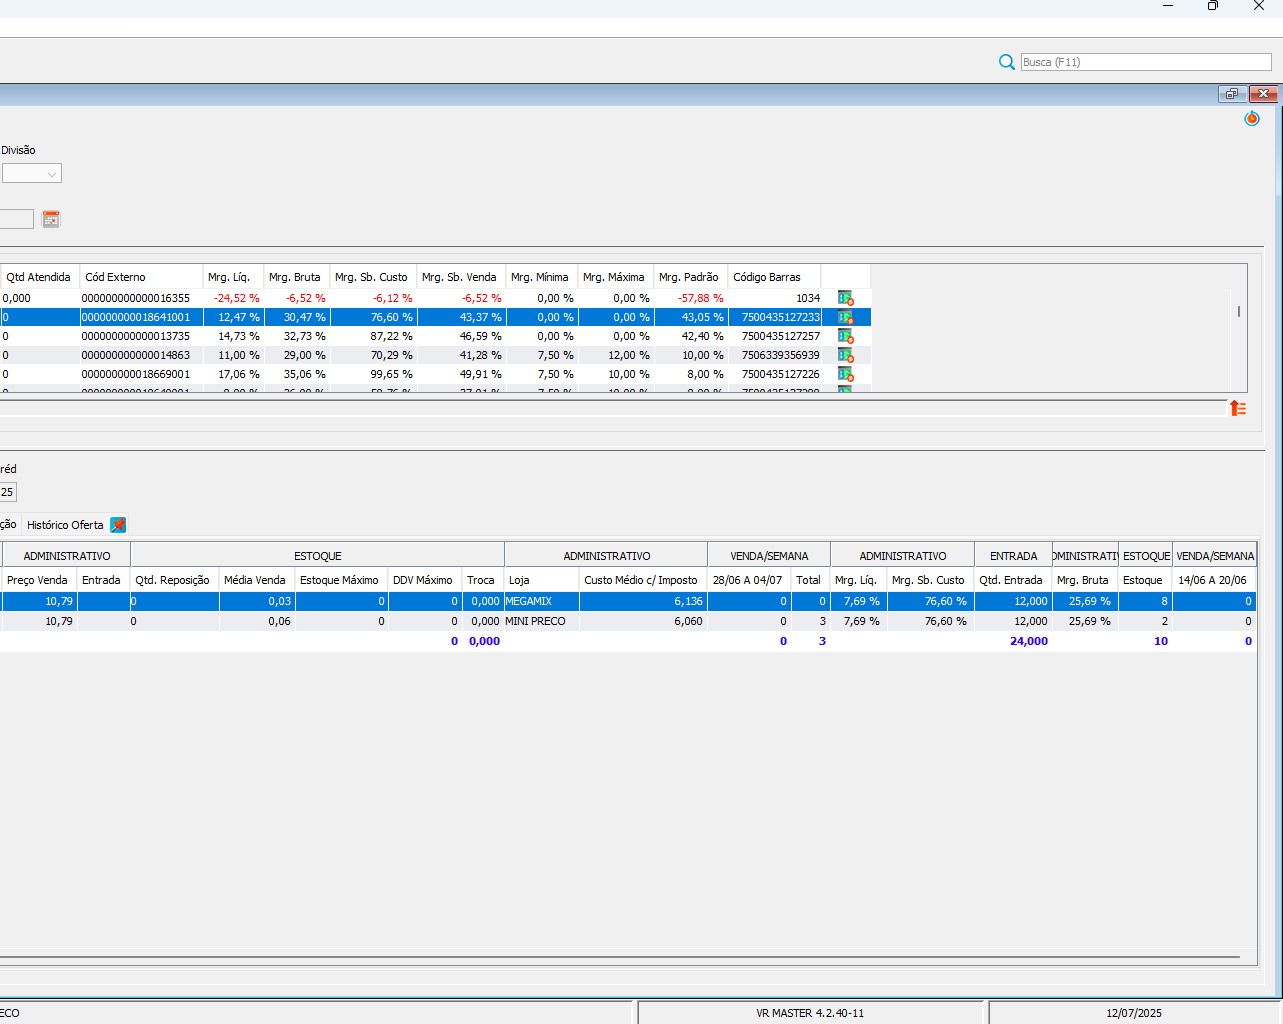 Busca (F11)
Divisão
Qtd Atendida Cód Externo Mrg. Líq. Mrg. Bruta Mrg. Sb. Custo Mrg. Sb. Venda Mrg. Mínima Mrg. Máxima Mrg. Padrão Código Barras
0,000 000000000000016355 -24,52 % -6,52 % -6,12 % -6,52 % 0,00 % 0,00 % -57,88 % 1034
0 000000000018641001 12,47 % 30,47 % 76,60 % 43,37 % 0,00 % 0,00 % 43,05 % 7500435127233
0 000000000000013735 14,73 % 32,73 % 87,22 % 46,59 % 0,00 % 0,00 % 42,40 % 7500435127257
0 000000000000014863 11,00 % 29,00 % 70,29 % 41,28 % 7,50 % 12,00 % 10,00 % 7506339356939
0 000000000018669001 17,06 % 35,06 % 99,65 % 49,91 % 7,50 % 10,00 % 8,00 % 7500435127226
réd
25
ção Histórico Oferta
ADMINISTRATIVO ESTOQUE ADMINISTRATIVO VENDA/SEMANA ADMINISTRATIVO ENTRADA DMINISTRATI ESTOQUE VENDA/SEMANA
Preço Venda Entrada Qtd. Reposição Média Venda Estoque Máximo DDV Máximo Troca Loja Custo Médio c/ Imposto 28/06 A 04/07 Total Mrg. Líq. Mrg. Sb. Custo Qtd. Entrada Mrg. Bruta Estoque 14/06 A 20/06
10,79 0 0,03 0 0 0,000 MEGAMIX 6,136 0 0 7,69 % 76,60 % 12,000 25,69 % 8 0
10,79 0 0,06 0 0 0,000 MINI PRECO 6,060 0 3 7,69 % 76,60 % 12,000 25,69 % 2 0
0 0,000 0 3 24,000 10 0
ECO VR MASTER 4.2.40-11 12/07/2025